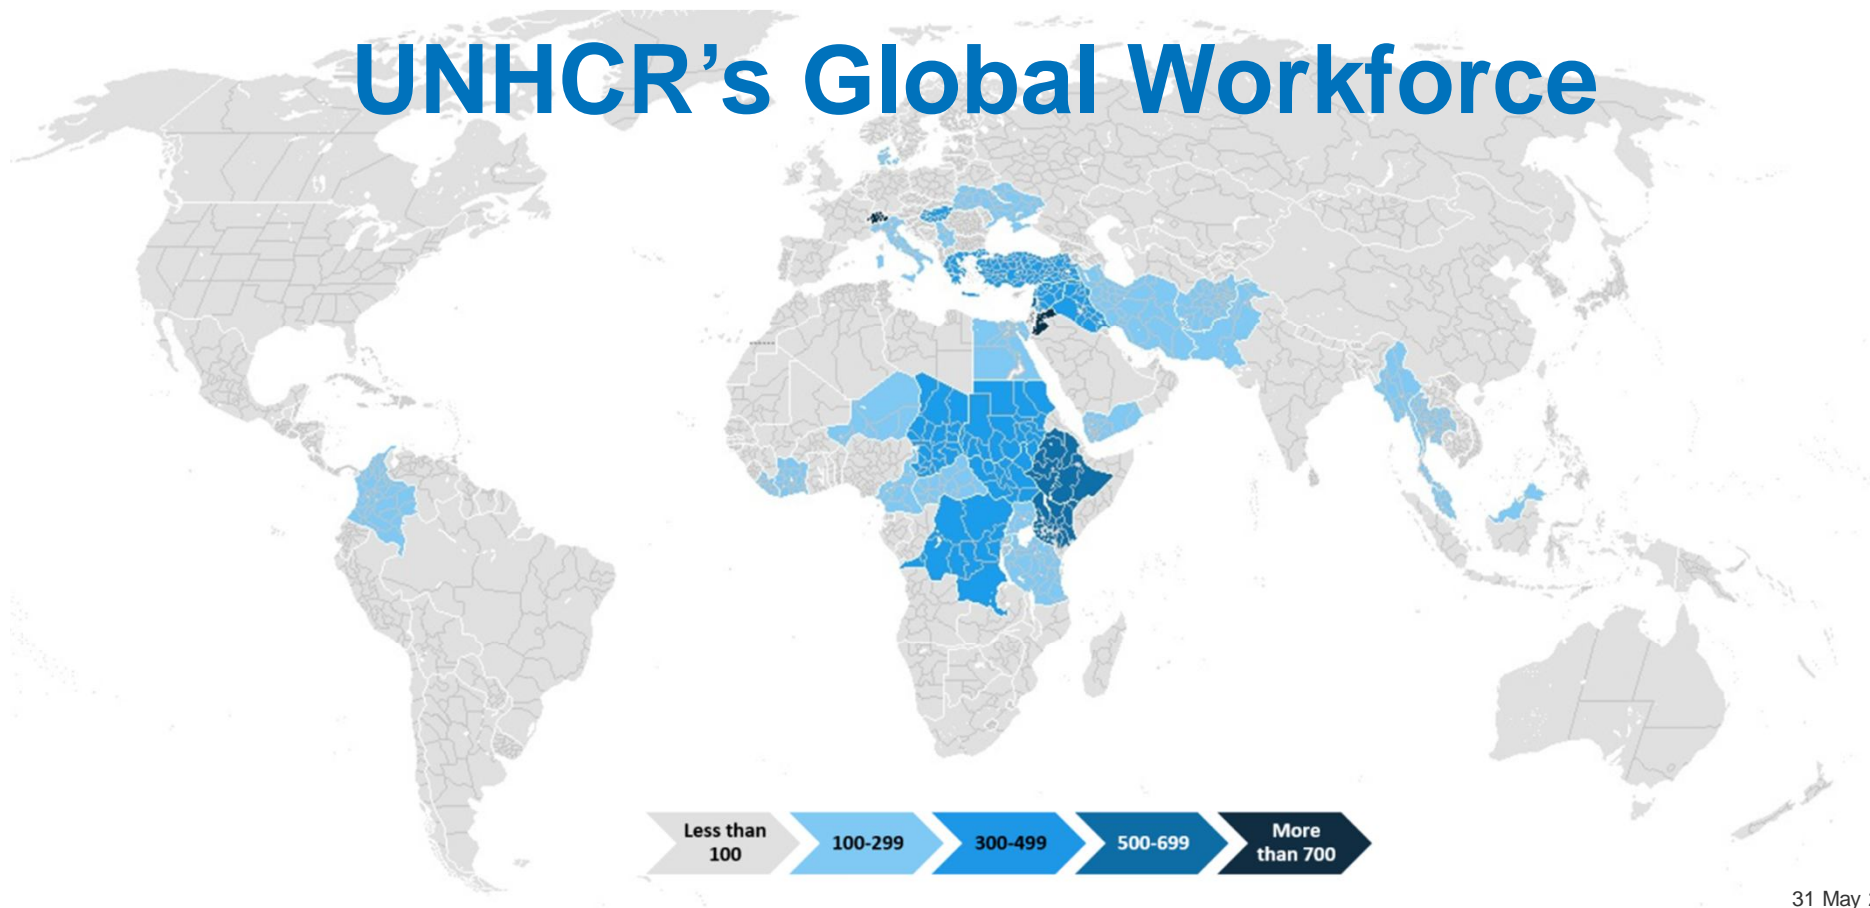 UNHCR’s Global Workforce
Less than
100
100-299
300-499
500-699
More
than 700
31 May